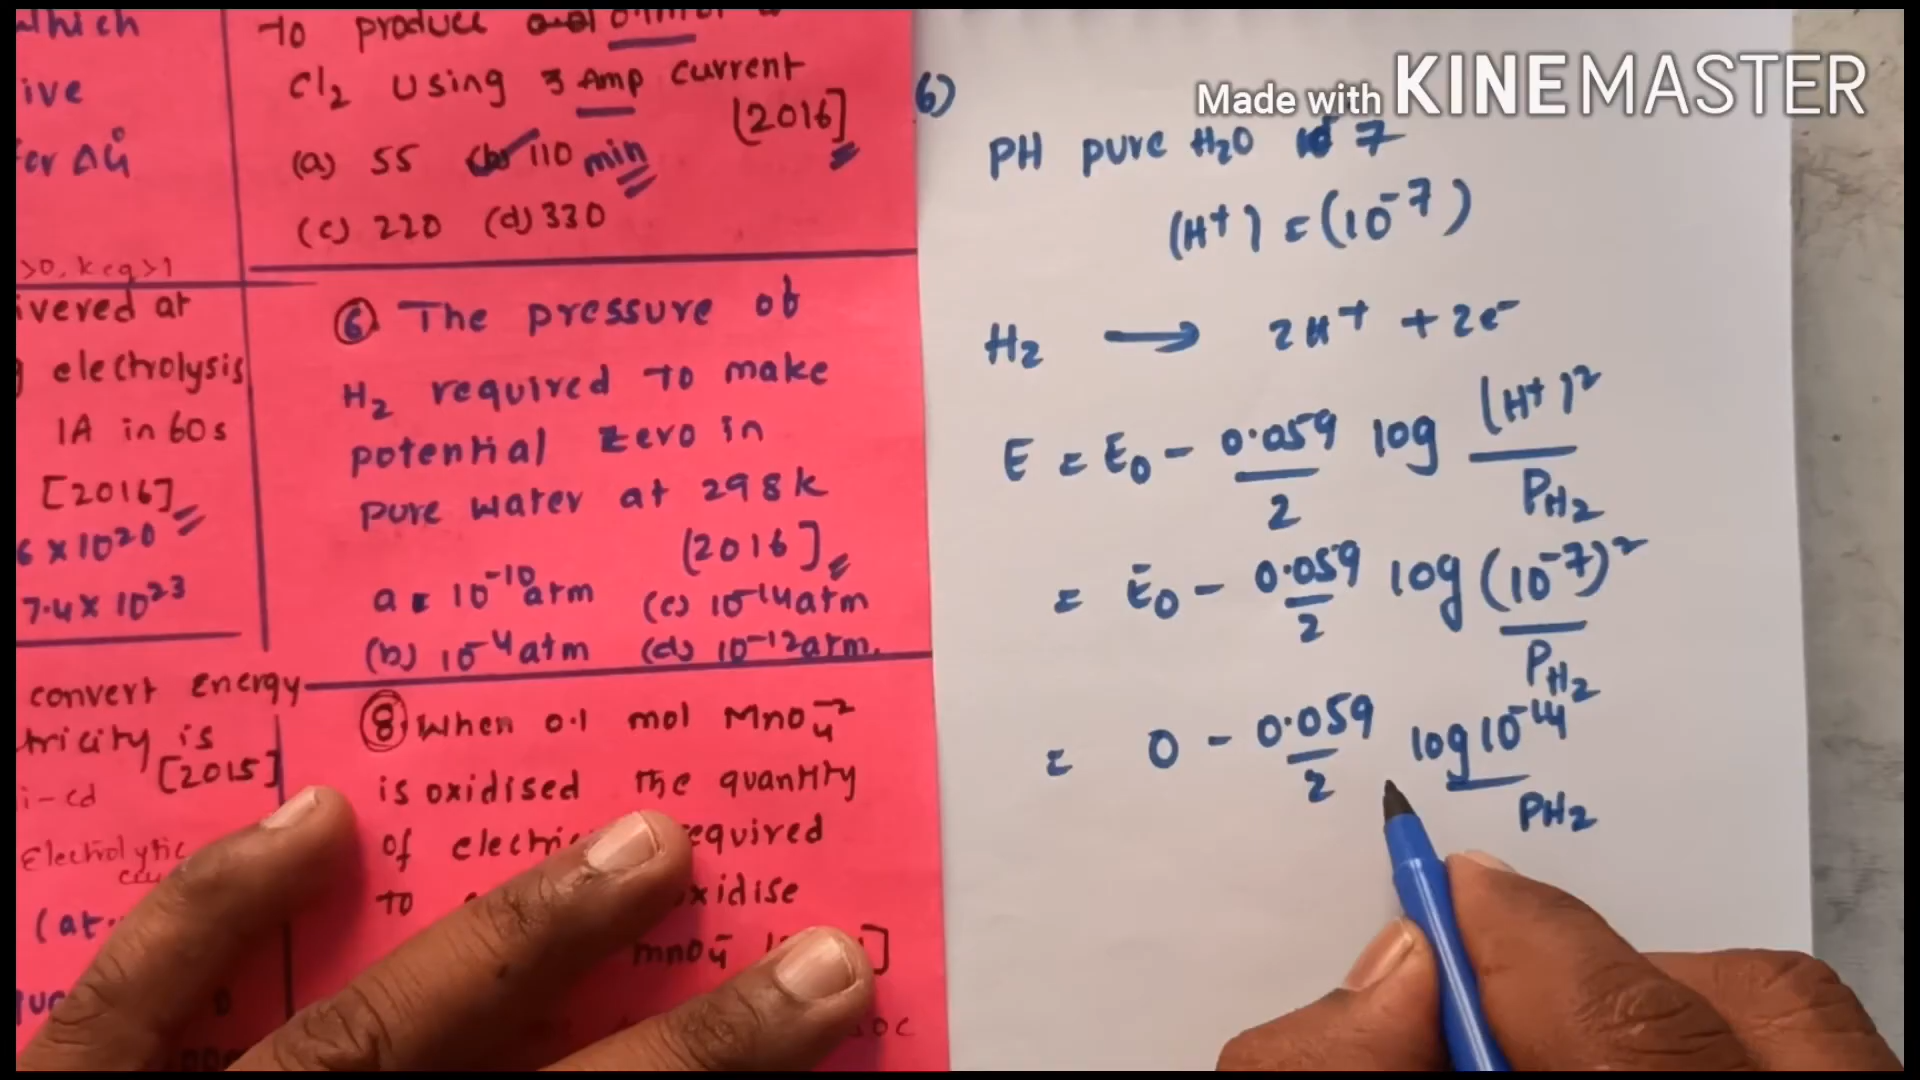 which
ive
for ΔG°
>0, Keq>1
ivered at
g electrolysis
1A in 60s
[2016]
6 × 10^20
7.4 × 10^23
convert energy
tricity is
[2015]
i-cd
Electrolytic
(at.
to produce
Cl2 using 3 Amp current
[2016]
(a) 55 (b) 110 min
(c) 220 (d) 330
(6) The pressure of
H2 required to make
potential zero in
pure water at 298k
(2016]
a. 10^-10 atm (c) 10^-14 atm
(b) 10^-4 atm (d) 10^-12 atm.
(8) When 0.1 mol MnO4^-2
is oxidised the quantity
of required
To oxidise
mnO4^-
Made with KINEMASTER
6)
PH pure H2O 7
(H+) = (10^-7)
H2 → 2H+ + 2e-
E = E0 - 0.059/2 log (H+)^2/PH2
= E0 - 0.059/2 log (10^-7)^2/PH2
= 0 - 0.059/2 log 10^-14/PH2